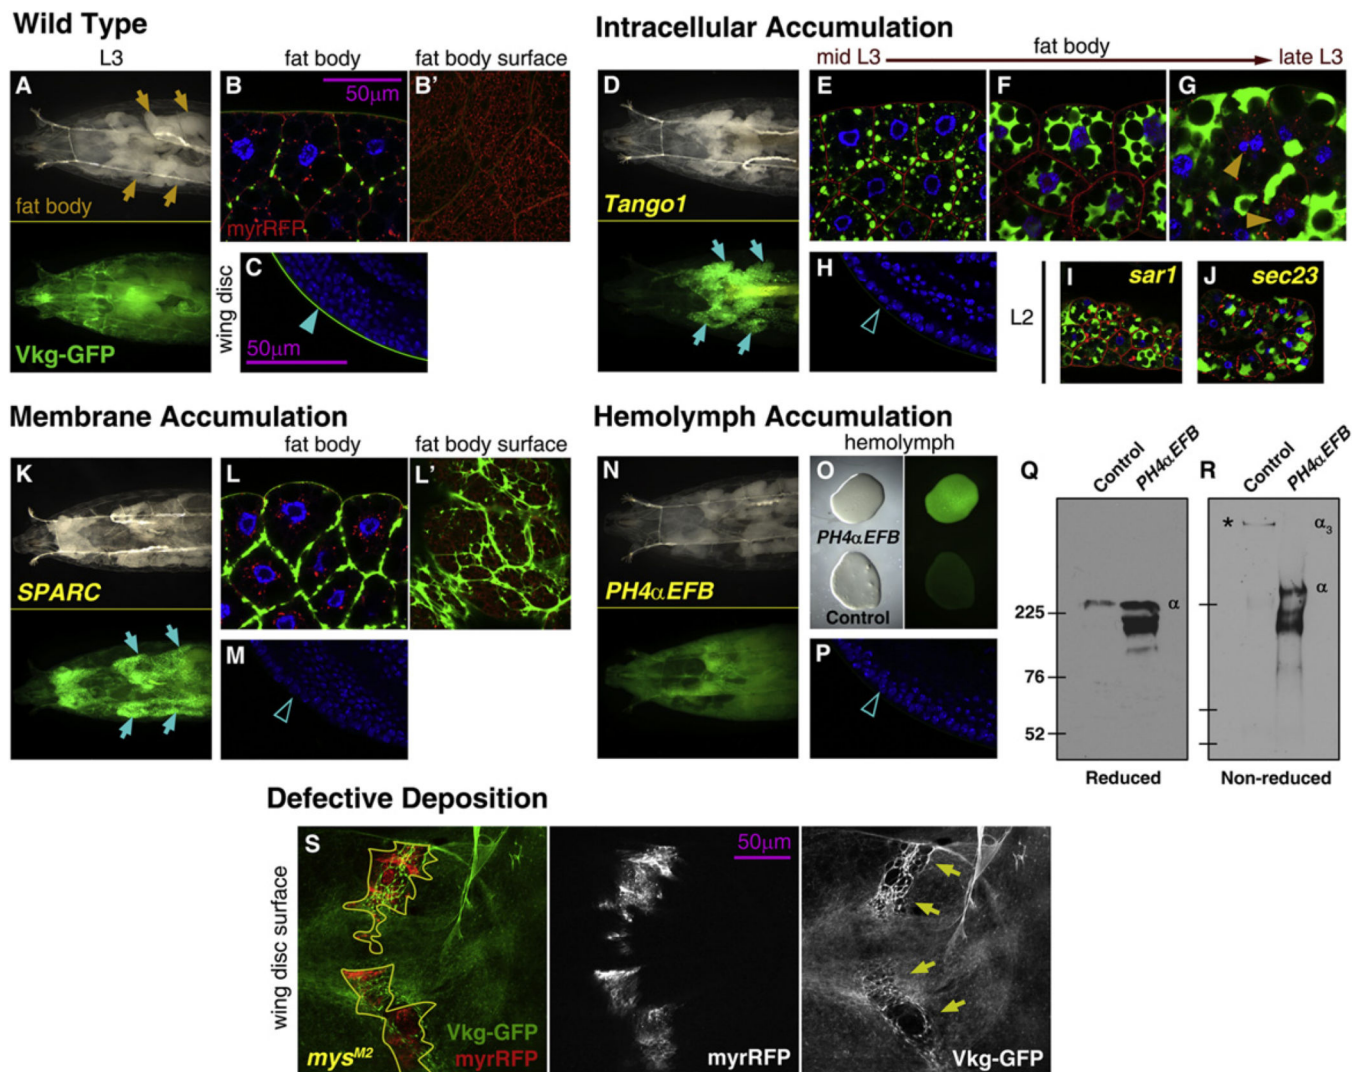 Wild Type
L3
fat body
fat body surface
A
fat body
Vkg-GFP
B
50μm
myrRFP
B'
wing disc
C
50μm
Intracellular Accumulation
mid L3
fat body
late L3
D
Tango1
E
F
G
H
L2
I
sar1
J
sec23
Membrane Accumulation
fat body
fat body surface
K
SPARC
L
L'
M
Hemolymph Accumulation
hemolymph
N
PH4αEFB
O
PH4αEFB
Control
P
Q
Control
PH4αEFB
α
225
76
52
Reduced
R
Control
PH4αEFB
*
α3
α
Non-reduced
Defective Deposition
wing disc surface
S
mysM2
Vkg-GFP
myrRFP
50μm
myrRFP
Vkg-GFP